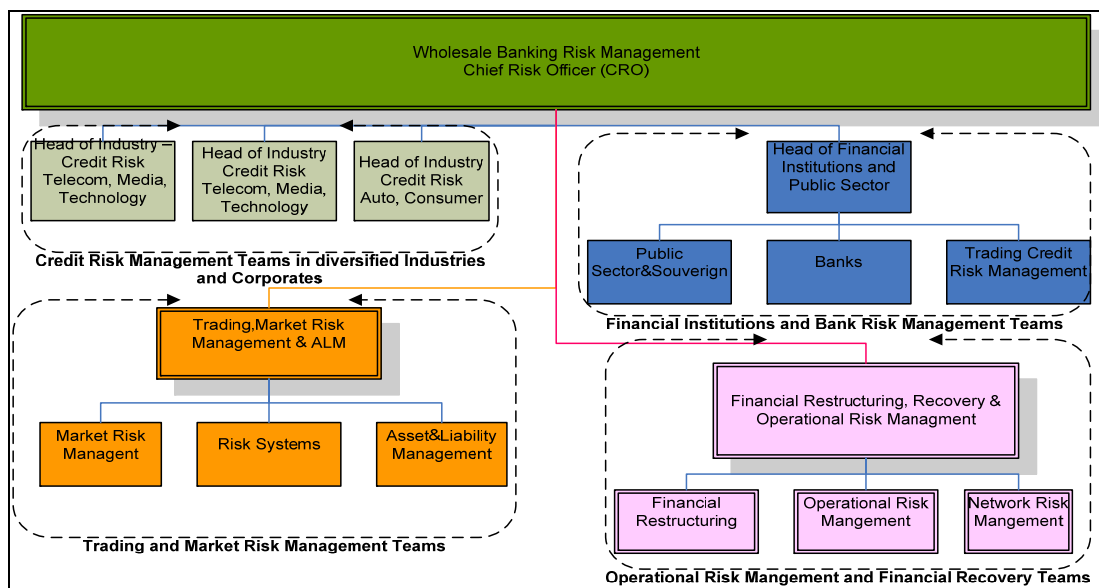 Wholesale Banking Risk Management
Chief Risk Officer (CRO)
Head of Industry –
Credit Risk
Telecom, Media,
Technology
Head of Industry
Credit Risk
Telecom, Media,
Technology
Head of Industry
Credit Risk
Auto, Consumer
Credit Risk Management Teams in diversified Industries
and Corporates
Head of Financial
Institutions and
Public Sector
Public
Sector&Souverign
Banks
Trading Credit
Risk Management
Financial Institutions and Bank Risk Management Teams
Trading,Market Risk
Management & ALM
Market Risk
Managent
Risk Systems
Asset&Liability
Management
Trading and Market Risk Management Teams
Financial Restructuring, Recovery &
Operational Risk Managment
Financial
Restructuring
Operational Risk
Mangement
Network Risk
Mangement
Operational Risk Mangement and Financial Recovery Teams